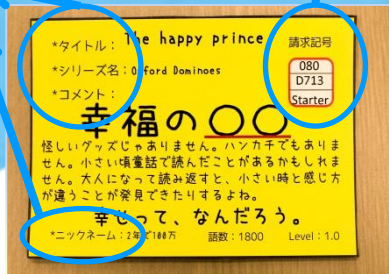 *タイトル： The happy prince
請求記号
*シリーズ名：Oxford Dominoes
080
D713
Starter
*コメント：
幸福の〇〇
怪しいグッズじゃありません。ハンカチでもありま
せん。小さい頃童話で読んだことがあるかもしれま
せん。大人になって読み返すと、小さい時と感じ方
が違うことが発見できたりするよね。
幸せって、なんだろう。
*ニックネーム：2年で100万 語数：1800 Level：1.0